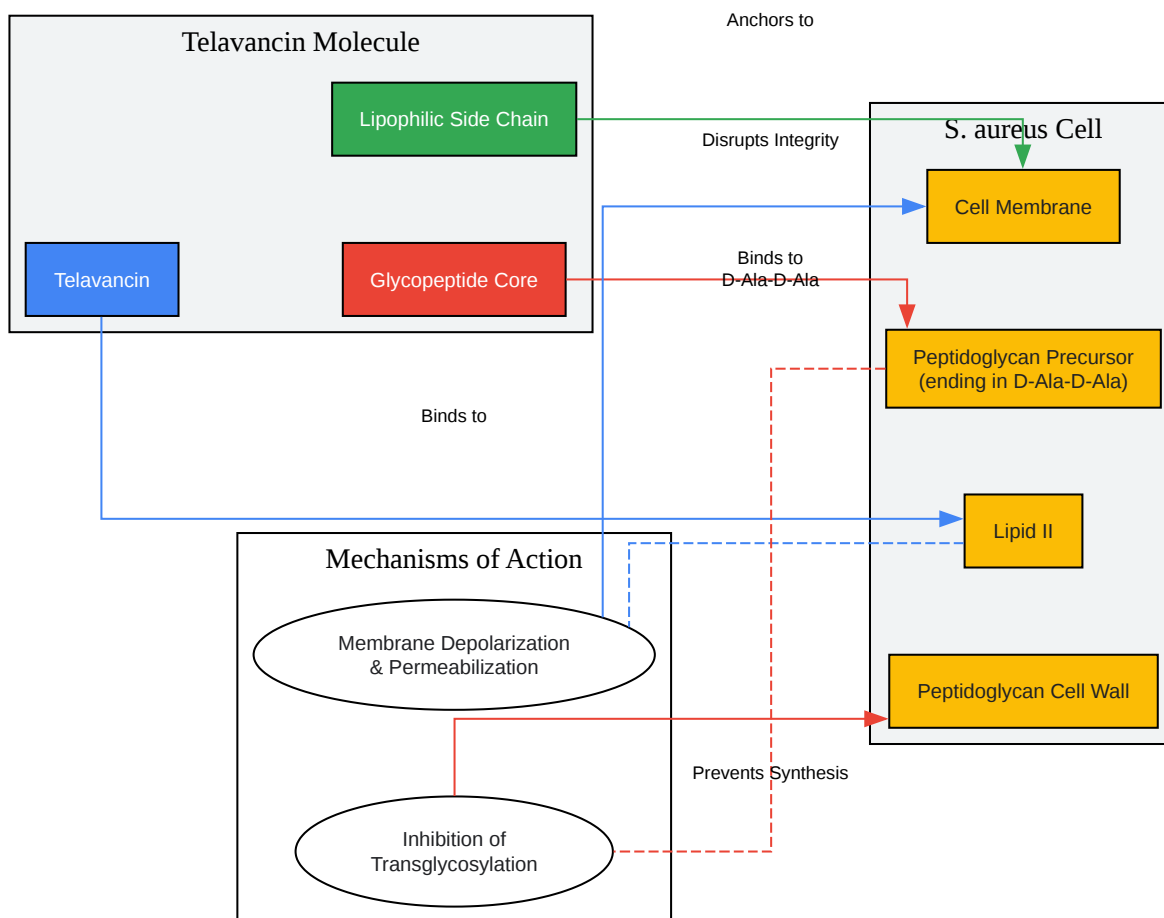 Anchors to
Telavancin Molecule
Lipophilic Side Chain
Disrupts Integrity
S. aureus Cell
Cell Membrane
Telavancin
Glycopeptide Core
Binds to
D-Ala-D-Ala
Peptidoglycan Precursor
(ending in D-Ala-D-Ala)
Binds to
Lipid II
Mechanisms of Action
Membrane Depolarization
& Permeabilization
Peptidoglycan Cell Wall
Prevents Synthesis
Inhibition of
Transglycosylation